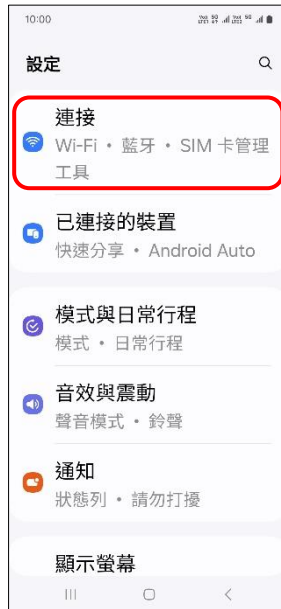 10:00
設定
連接
Wi-Fi • 藍牙 • SIM 卡管理
工具
已連接的裝置
快速分享 • Android Auto
模式與日常行程
模式 • 日常行程
音效與震動
聲音模式 • 鈴聲
通知
狀態列 • 請勿打擾
顯示螢幕